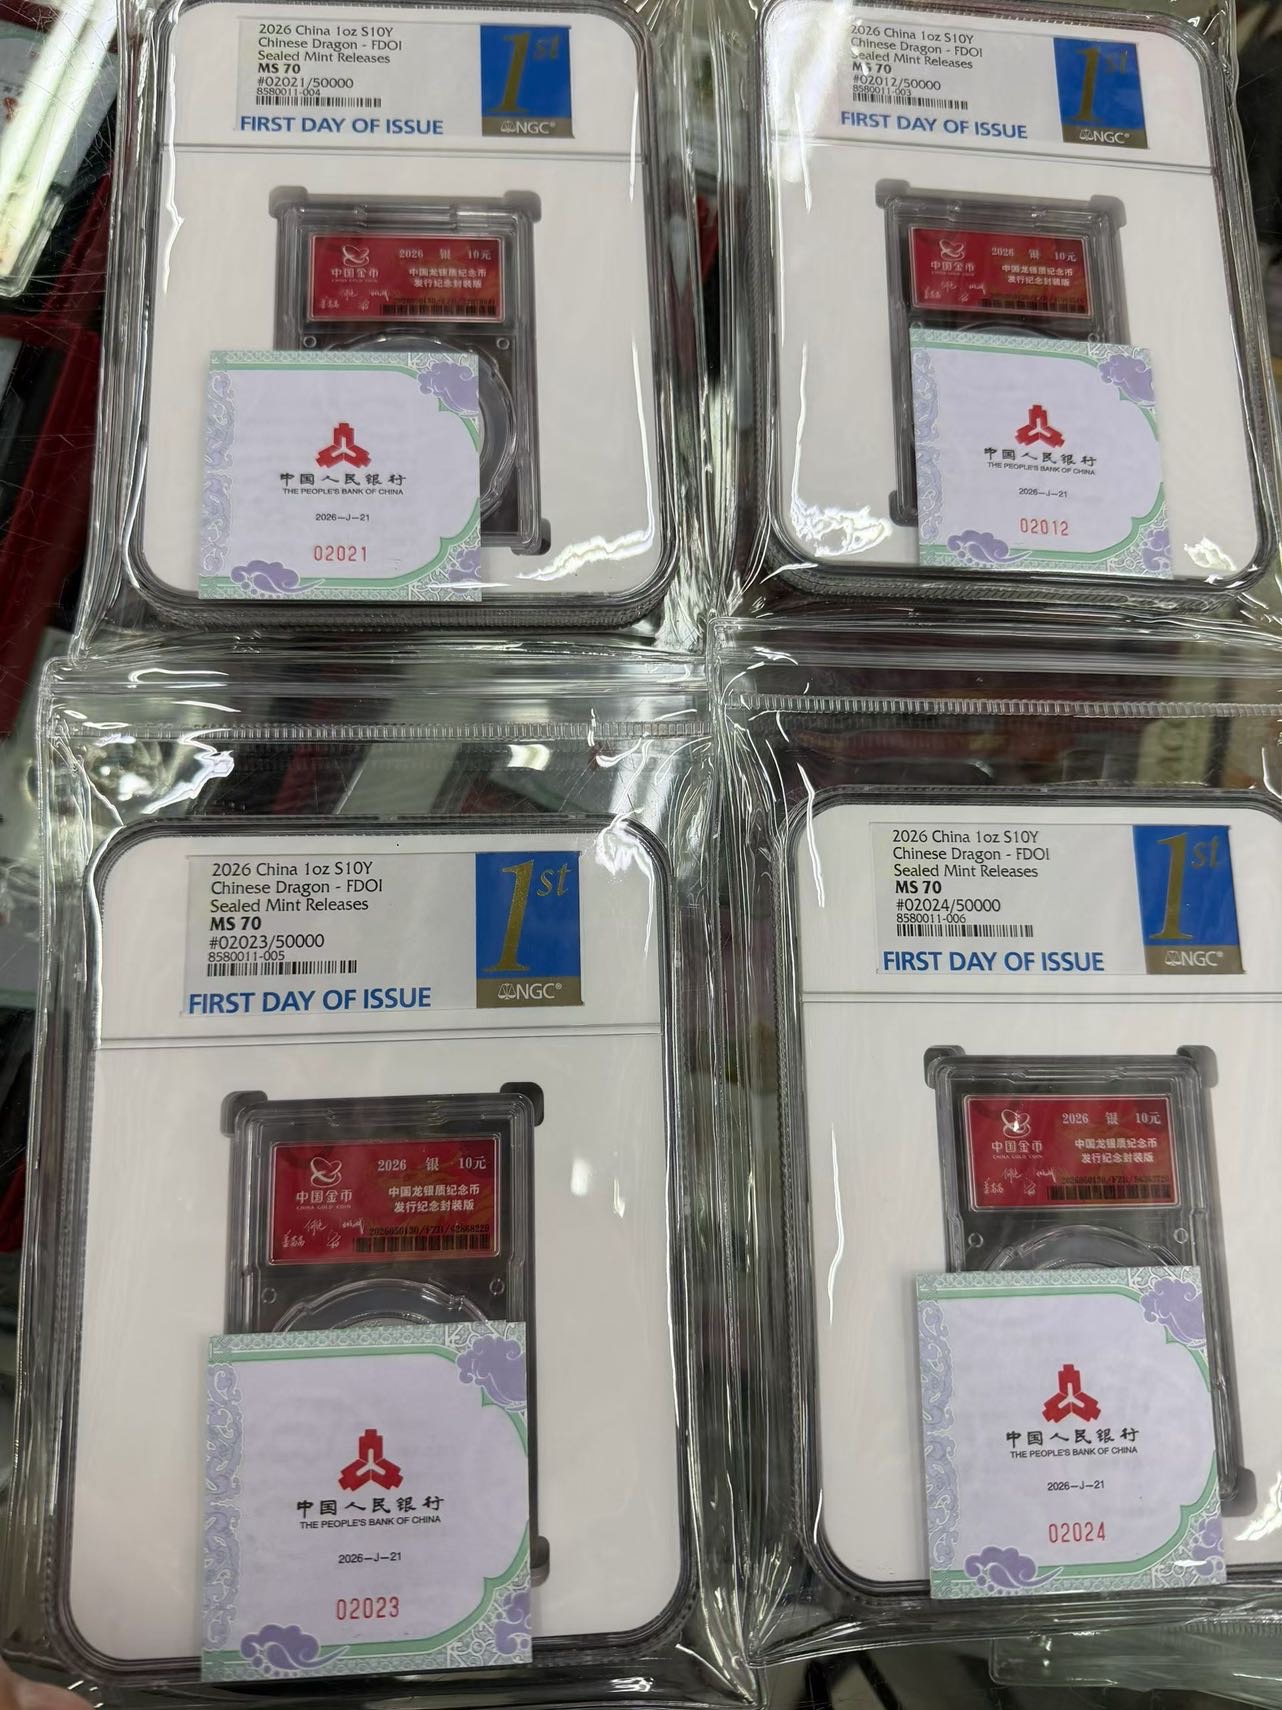 2026 China 1oz S10Y
Chinese Dragon - FDOI
Sealed Mint Releases
MS 70
#02021/50000
8580011-004
FIRST DAY OF ISSUE
1st
NGC®
中国金币
CHINA GOLD COIN
2026 银 10元
中国龙银质纪念币
发行纪念封装版
中国人民银行
THE PEOPLE'S BANK OF CHINA
2026-J-21
02021
2026 China 1oz S10Y
Chinese Dragon - FDOI
Sealed Mint Releases
MS 70
#02012/50000
8580011-003
FIRST DAY OF ISSUE
1st
NGC®
中国金币
CHINA GOLD COIN
2026 银 10元
中国龙银质纪念币
发行纪念封装版
中国人民银行
THE PEOPLE'S BANK OF CHINA
2026-J-21
02012
2026 China 1oz S10Y
Chinese Dragon - FDOI
Sealed Mint Releases
MS 70
#02023/50000
8580011-005
FIRST DAY OF ISSUE
1st
NGC®
中国金币
CHINA GOLD COIN
2026 银 10元
中国龙银质纪念币
发行纪念封装版
中国人民银行
THE PEOPLE'S BANK OF CHINA
2026-J-21
02023
2026 China 1oz S10Y
Chinese Dragon - FDOI
Sealed Mint Releases
MS 70
#02024/50000
8580011-006
FIRST DAY OF ISSUE
1st
NGC®
中国金币
CHINA GOLD COIN
2026 银 10元
中国龙银质纪念币
发行纪念封装版
中国人民银行
THE PEOPLE'S BANK OF CHINA
2026-J-21
02024